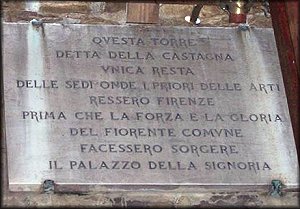 QVESTA TORRE
DETTA DELLA CASTAGNA
VNICA RESTA
DELLE SEDI ONDE I PRIORI DELLE ARTI
RESSERO FIRENZE
PRIMA CHE LA FORZA E LA GLORIA
DEL FIORENTE COMVNE
FACESSERO SORGERE
IL PALAZZO DELLA SIGNORIA